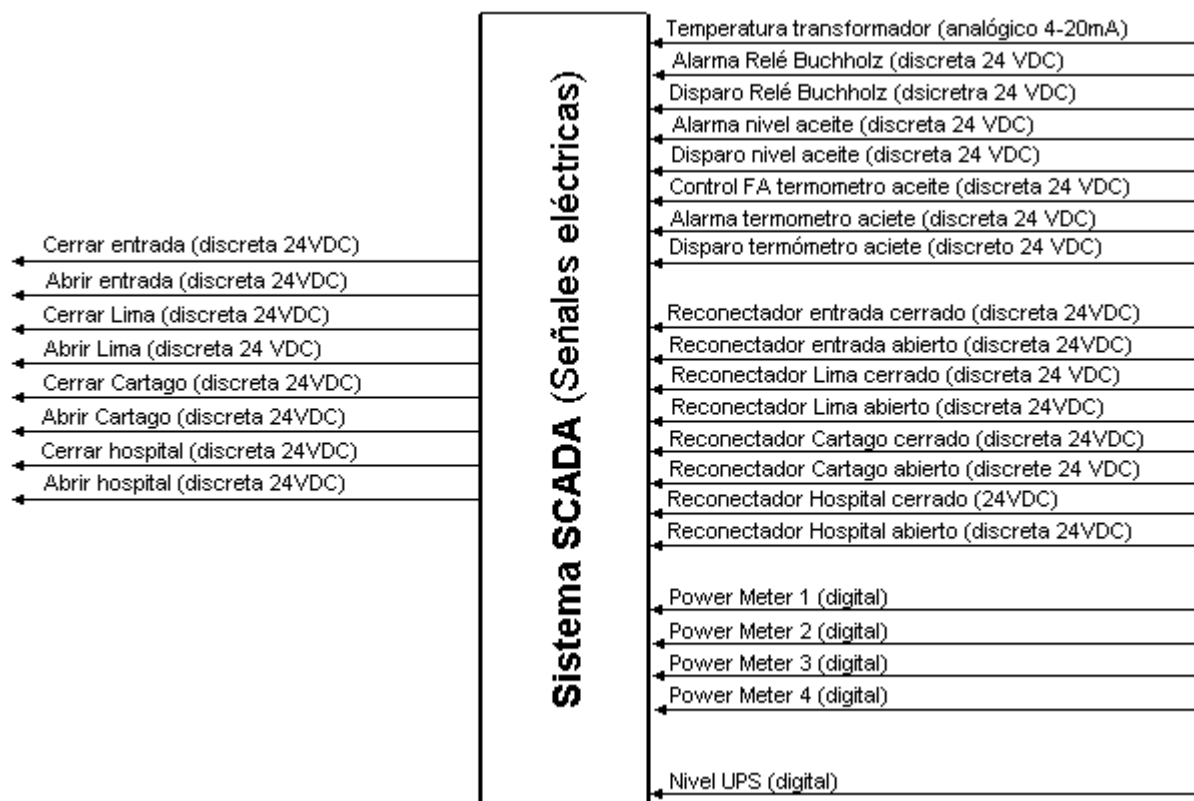 Temperatura transformador (analógico 4-20mA)
Alarma Relé Buchholz (discreta 24 VDC)
Disparo Relé Buchholz (dsicretra 24 VDC)
Alarma nivel aceite (discreta 24 VDC)
Disparo nivel aceite (discreta 24 VDC)
Control FA termometro aceite (discreta 24 VDC)
Alarma termometro aciete (discreta 24 VDC)
Disparo termómetro aciete (discreto 24 VDC)
Cerrar entrada (discreta 24VDC)
Abrir entrada (discreta 24VDC)
Cerrar Lima (discreta 24VDC)
Abrir Lima (discreta 24 VDC)
Cerrar Cartago (discreta 24VDC)
Abrir Cartago (discreta 24VDC)
Cerrar hospital (discreta 24VDC)
Abrir hospital (discreta 24VDC)
Sistema SCADA (Señales eléctricas)
Reconectador entrada cerrado (discreta 24VDC)
Reconectador entrada abierto (discreta 24VDC)
Reconectador Lima cerrado (discreta 24 VDC)
Reconectador Lima abierto (discreta 24VDC)
Reconectador Cartago cerrado (discreta 24VDC)
Reconectador Cartago abierto (discrete 24 VDC)
Reconectador Hospital cerrado (24VDC)
Reconectador Hospital abierto (discreta 24VDC)
Power Meter 1 (digital)
Power Meter 2 (digital)
Power Meter 3 (digital)
Power Meter 4 (digital)
Nivel UPS (digital)